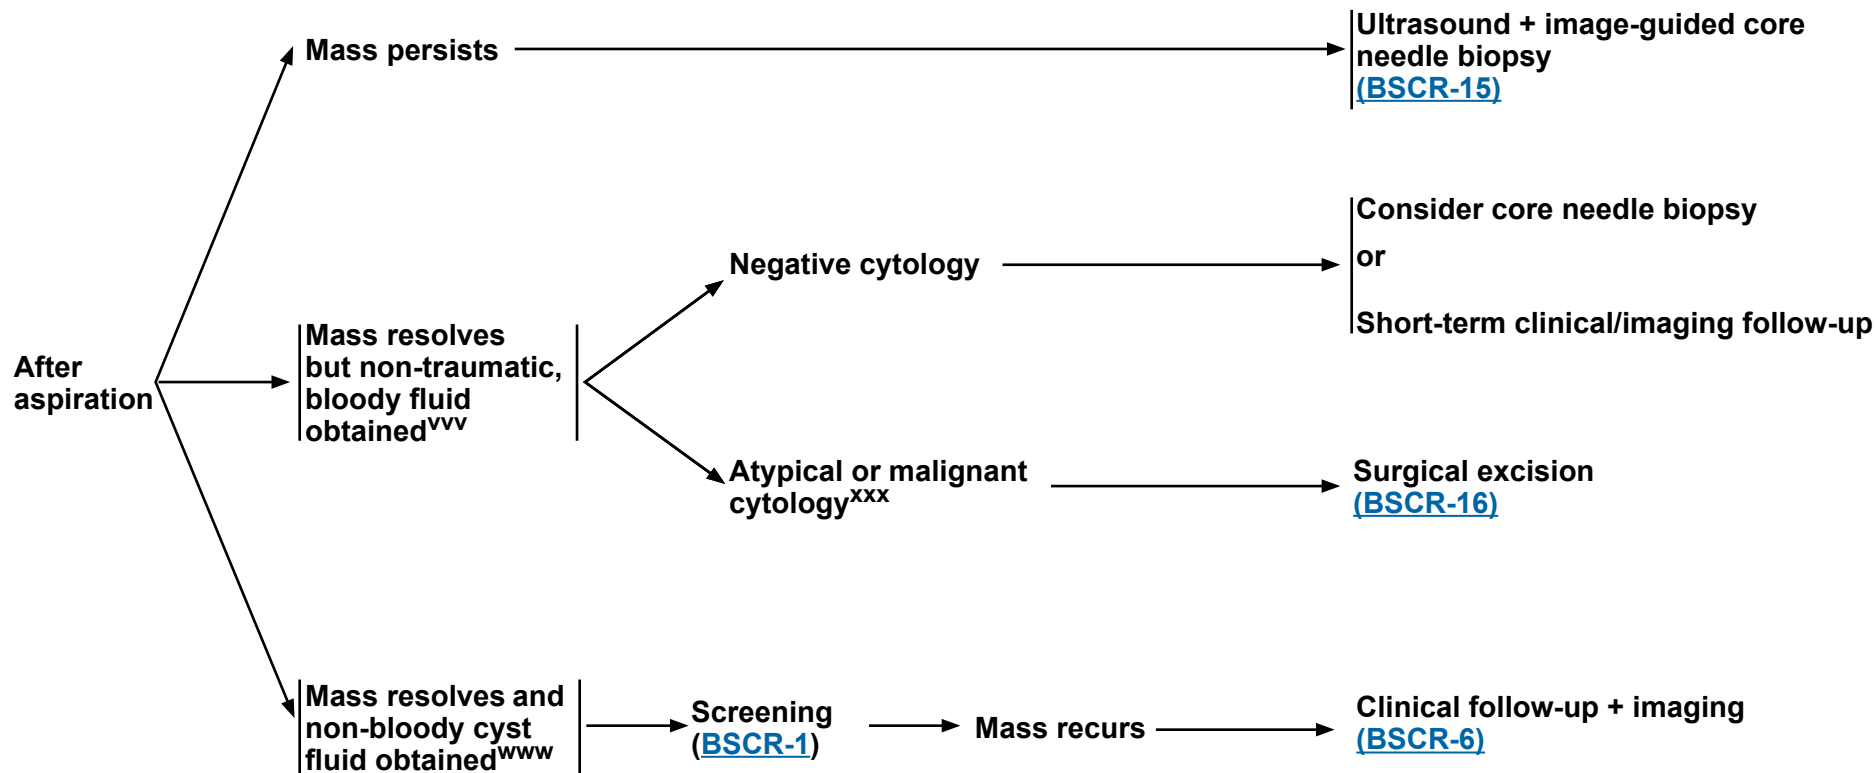 Mass persists
Ultrasound + image-guided core
needle biopsy
(BSCR-15)
After
aspiration
Mass resolves
but non-traumatic,
bloody fluid
obtainedvvv
Negative cytology
Consider core needle biopsy
or
Short-term clinical/imaging follow-up
Atypical or malignant
cytologyxxx
Surgical excision
(BSCR-16)
Mass resolves and
non-bloody cyst
fluid obtainedwww
Screening
(BSCR-1)
Mass recurs
Clinical follow-up + imaging
(BSCR-6)